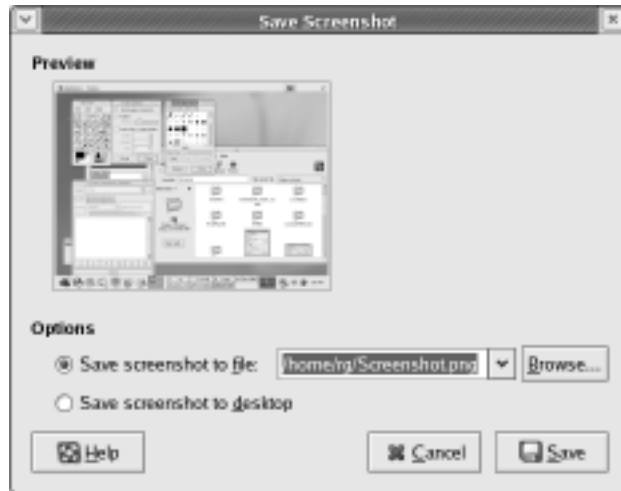 Save Screenshot
Preview
Options
Save screenshot to file: /home/rg/Screenshot.png Browse...
Save screenshot to desktop
Help Cancel Save